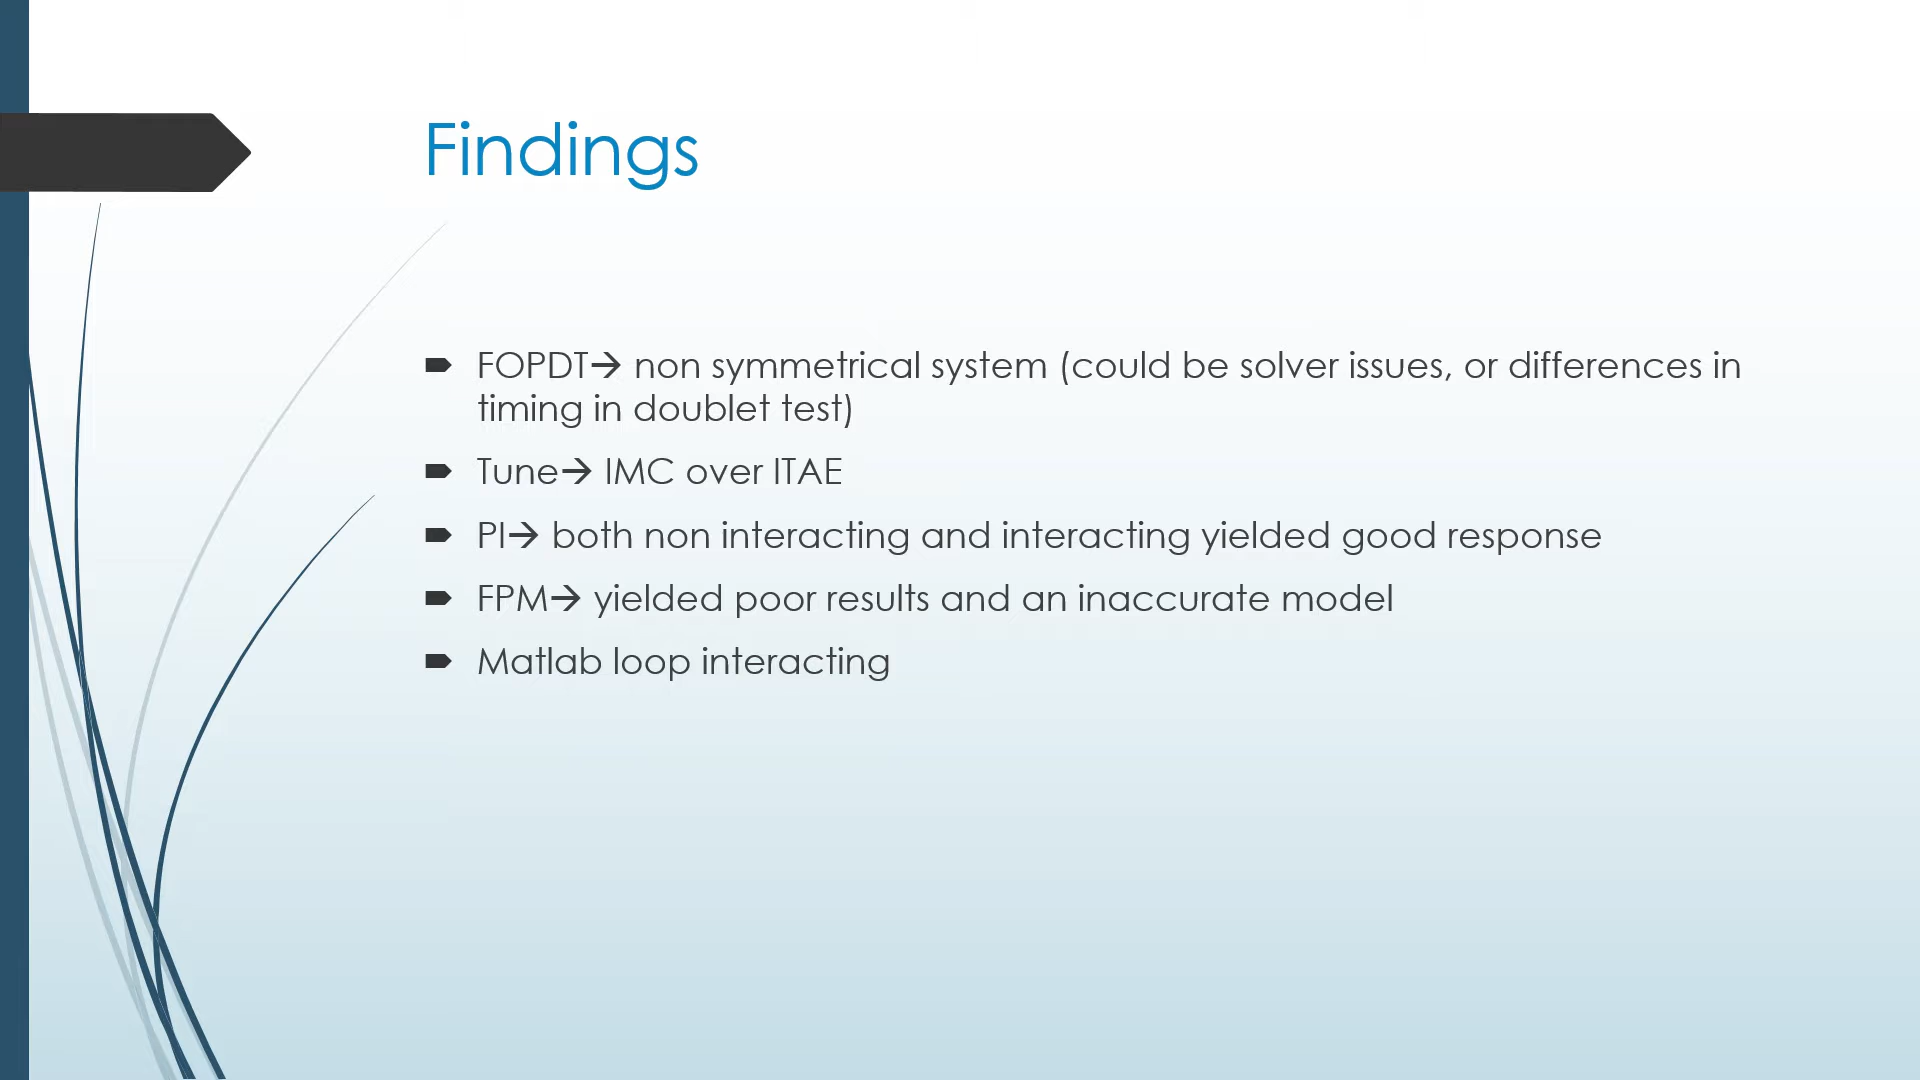 Findings
FOPDT→ non symmetrical system (could be solver issues, or differences in
timing in doublet test)
Tune→ IMC over ITAE
PI→ both non interacting and interacting yielded good response
FPM→ yielded poor results and an inaccurate model
Matlab loop interacting